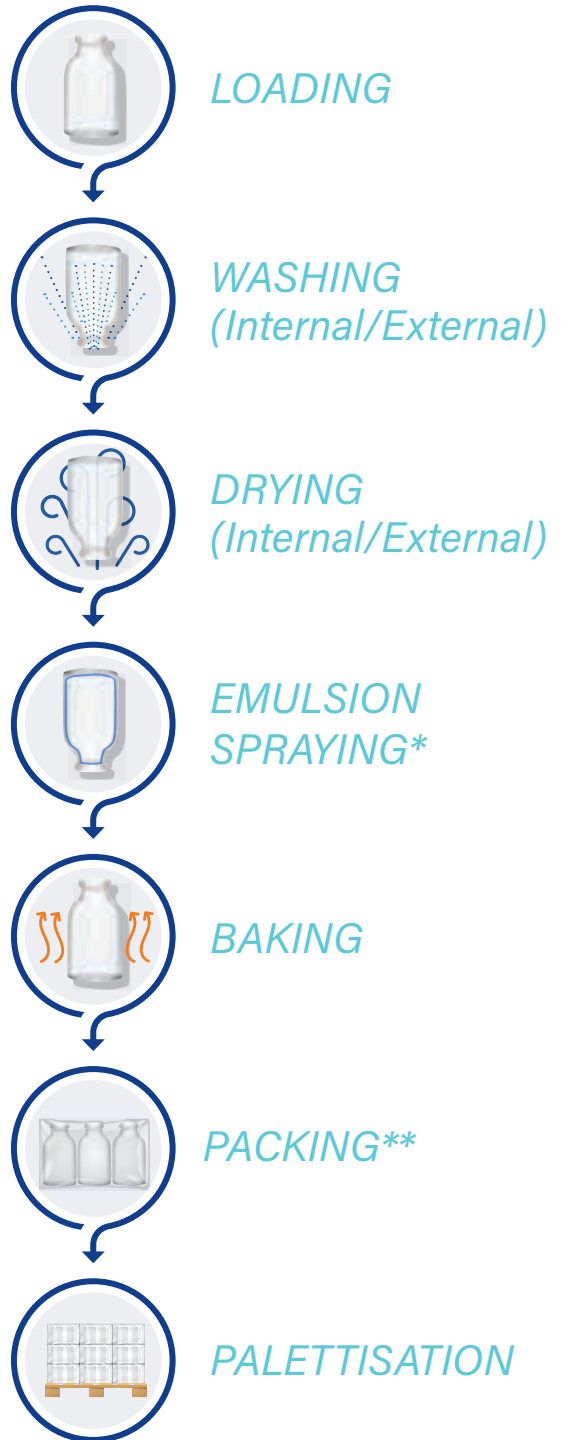 LOADING
WASHING
(Internal/External)
DRYING
(Internal/External)
EMULSION
SPRAYING*
BAKING
PACKING**
PALETTISATION